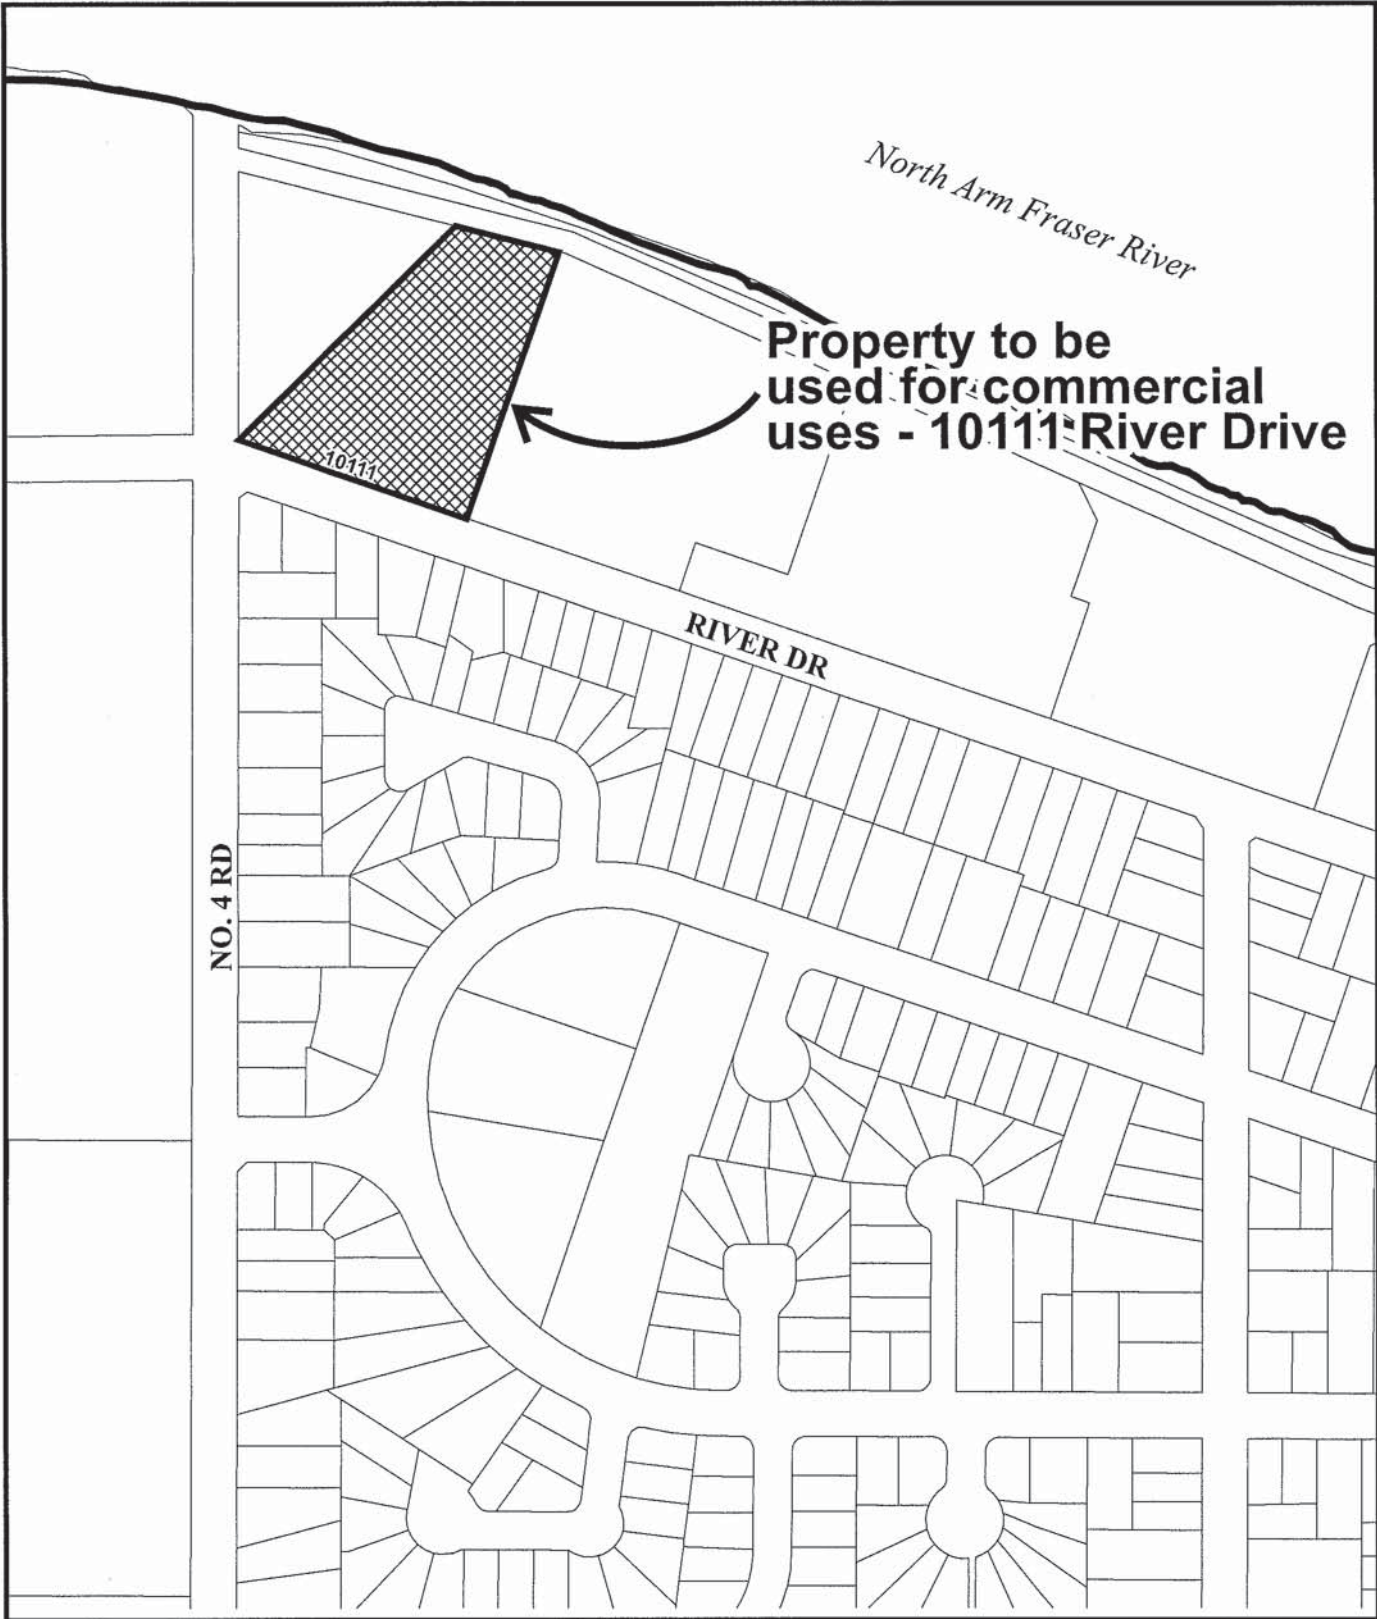 North Arm Fraser River
Property to be
used for commercial
uses - 10111 River Drive
10111
RIVER DR
NO. 4 RD